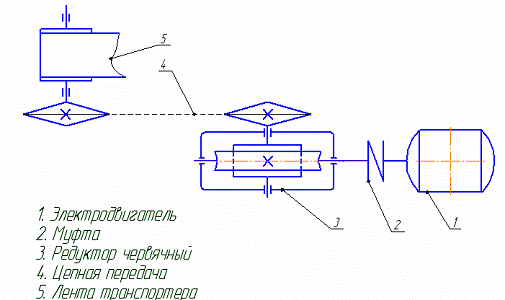 5
4
3
2
1
1. Электродвигатель
2. Муфта
3. Редуктор червячный
4. Цепная передача
5. Лента транспортера